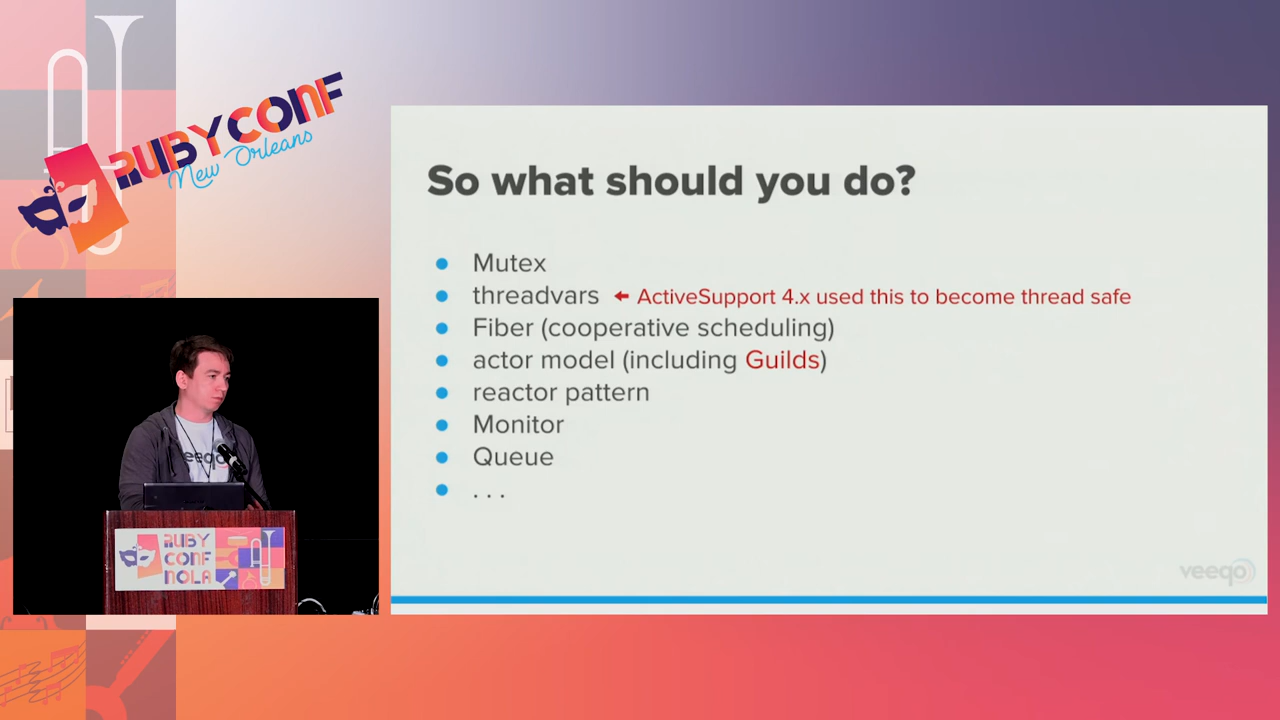 RUBYCONF
New Orleans
So what should you do?
● Mutex
● threadvars ← ActiveSupport 4.x used this to become thread safe
● Fiber (cooperative scheduling)
● actor model (including Guilds)
● reactor pattern
● Monitor
● Queue
● . . .
veeqo
veeqo
RUBY
CONF
NOLA